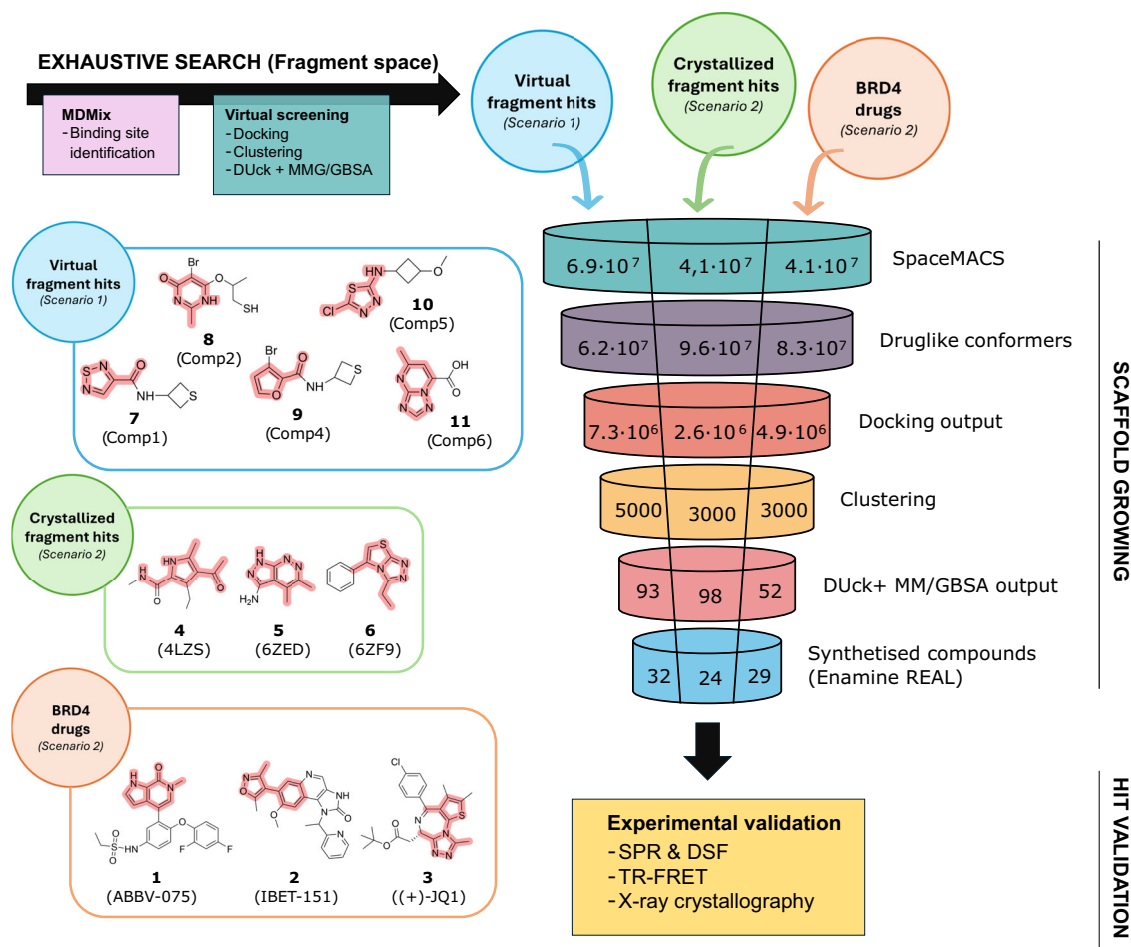 EXHAUSTIVE SEARCH (Fragment space)
MDMix
-Binding site
identification
Virtual screening
-Docking
-Clustering
-DUck + MMG/GBSA
Virtual
fragment hits
(Scenario 1)
Crystallized
fragment hits
(Scenario 2)
BRD4
drugs
(Scenario 2)
6.9·10⁷ 4,1·10⁷ 4.1·10⁷
SpaceMACS
6.2·10⁷ 9.6·10⁷ 8.3·10⁷
Druglike conformers
7.3·10⁶ 2.6·10⁶ 4.9·10⁶
Docking output
5000 3000 3000
Clustering
93 98 52
DUck+ MM/GBSA output
32 24 29
Synthetised compounds
(Enamine REAL)
SCAFFOLD GROWING
Virtual
fragment hits
(Scenario 1)
Br
O
O
N
NH
SH
8
(Comp2)
HN
O
S
Cl
N
N
10
(Comp5)
N
S
N
O
N
H
S
7
(Comp1)
Br
O
O
NH
S
9
(Comp4)
O
OH
N
N
N
N
11
(Comp6)
Crystallized
fragment hits
(Scenario 2)
H
N
O
H
N
O
4
(4LZS)
H
N
N
N
N
H₂N
5
(6ZED)
S
N
N
N
6
(6ZF9)
BRD4
drugs
(Scenario 2)
H
N
O
N
O
O
S
O
HN
F
F
1
(ABBV-075)
N
O
N
NH
N
O
O
N
2
(IBET-151)
Cl
S
N
N
N
N
O
O
3
((+)-JQ1)
Experimental validation
-SPR & DSF
-TR-FRET
-X-ray crystallography
HIT VALIDATION